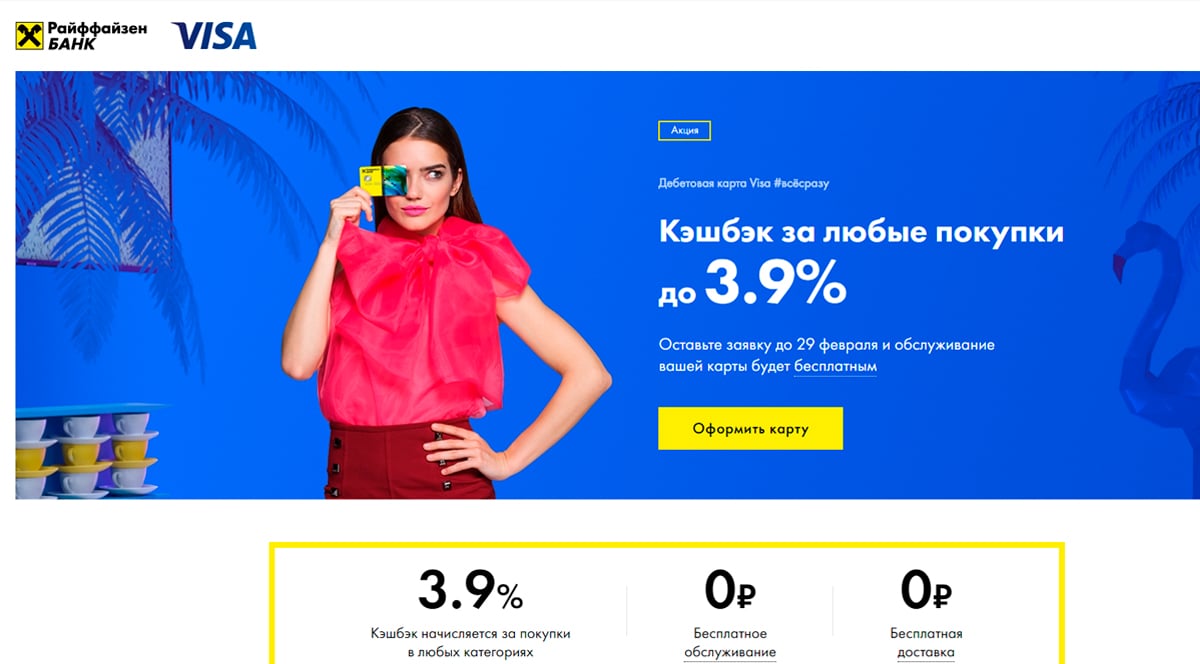 Райффайзен
БАНК
VISA
Акция
Дебетовая карта Visa #всёсразу
Кэшбэк за любые покупки
до 3.9%
Оставьте заявку до 29 февраля и обслуживание
вашей карты будет бесплатным
Оформить карту
3.9%
Кэшбэк начисляется за покупки
в любых категориях
0₽
Бесплатное
обслуживание
0₽
Бесплатная
доставка